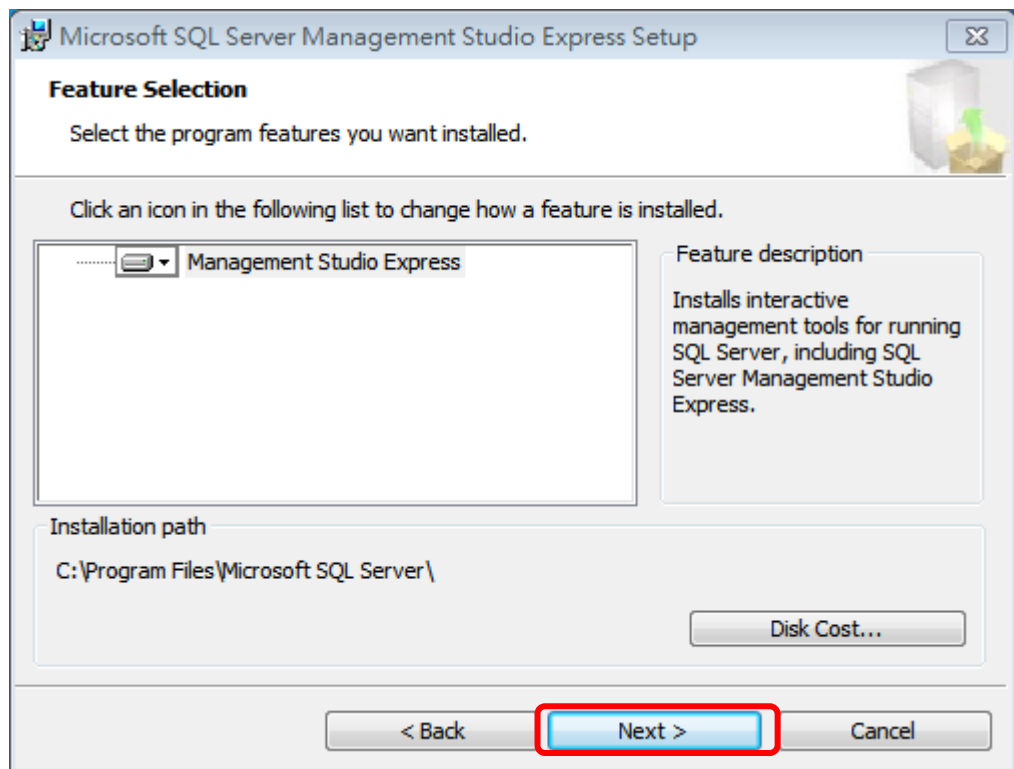 Microsoft SQL Server Management Studio Express Setup
Feature Selection
Select the program features you want installed.
Click an icon in the following list to change how a feature is installed.
Management Studio Express
Feature description
Installs interactive
management tools for running
SQL Server, including SQL
Server Management Studio
Express.
Installation path
C:\Program Files\Microsoft SQL Server\
Disk Cost...
< Back
Next >
Cancel